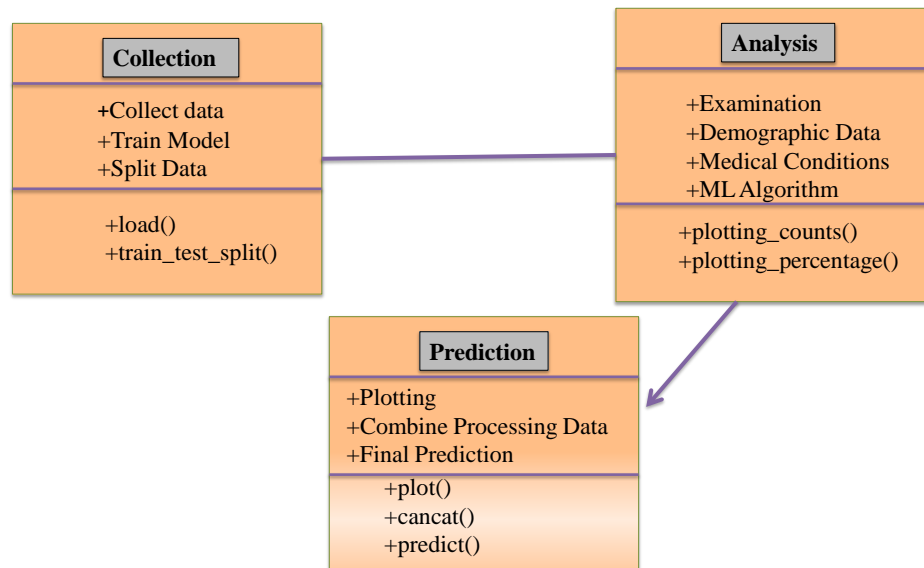 Collection
+Collect data
+Train Model
+Split Data
+load()
+train_test_split()
Analysis
+Examination
+Demographic Data
+Medical Conditions
+ML Algorithm
+plotting_counts()
+plotting_percentage()
Prediction
+Plotting
+Combine Processing Data
+Final Prediction
+plot()
+cancat()
+predict()